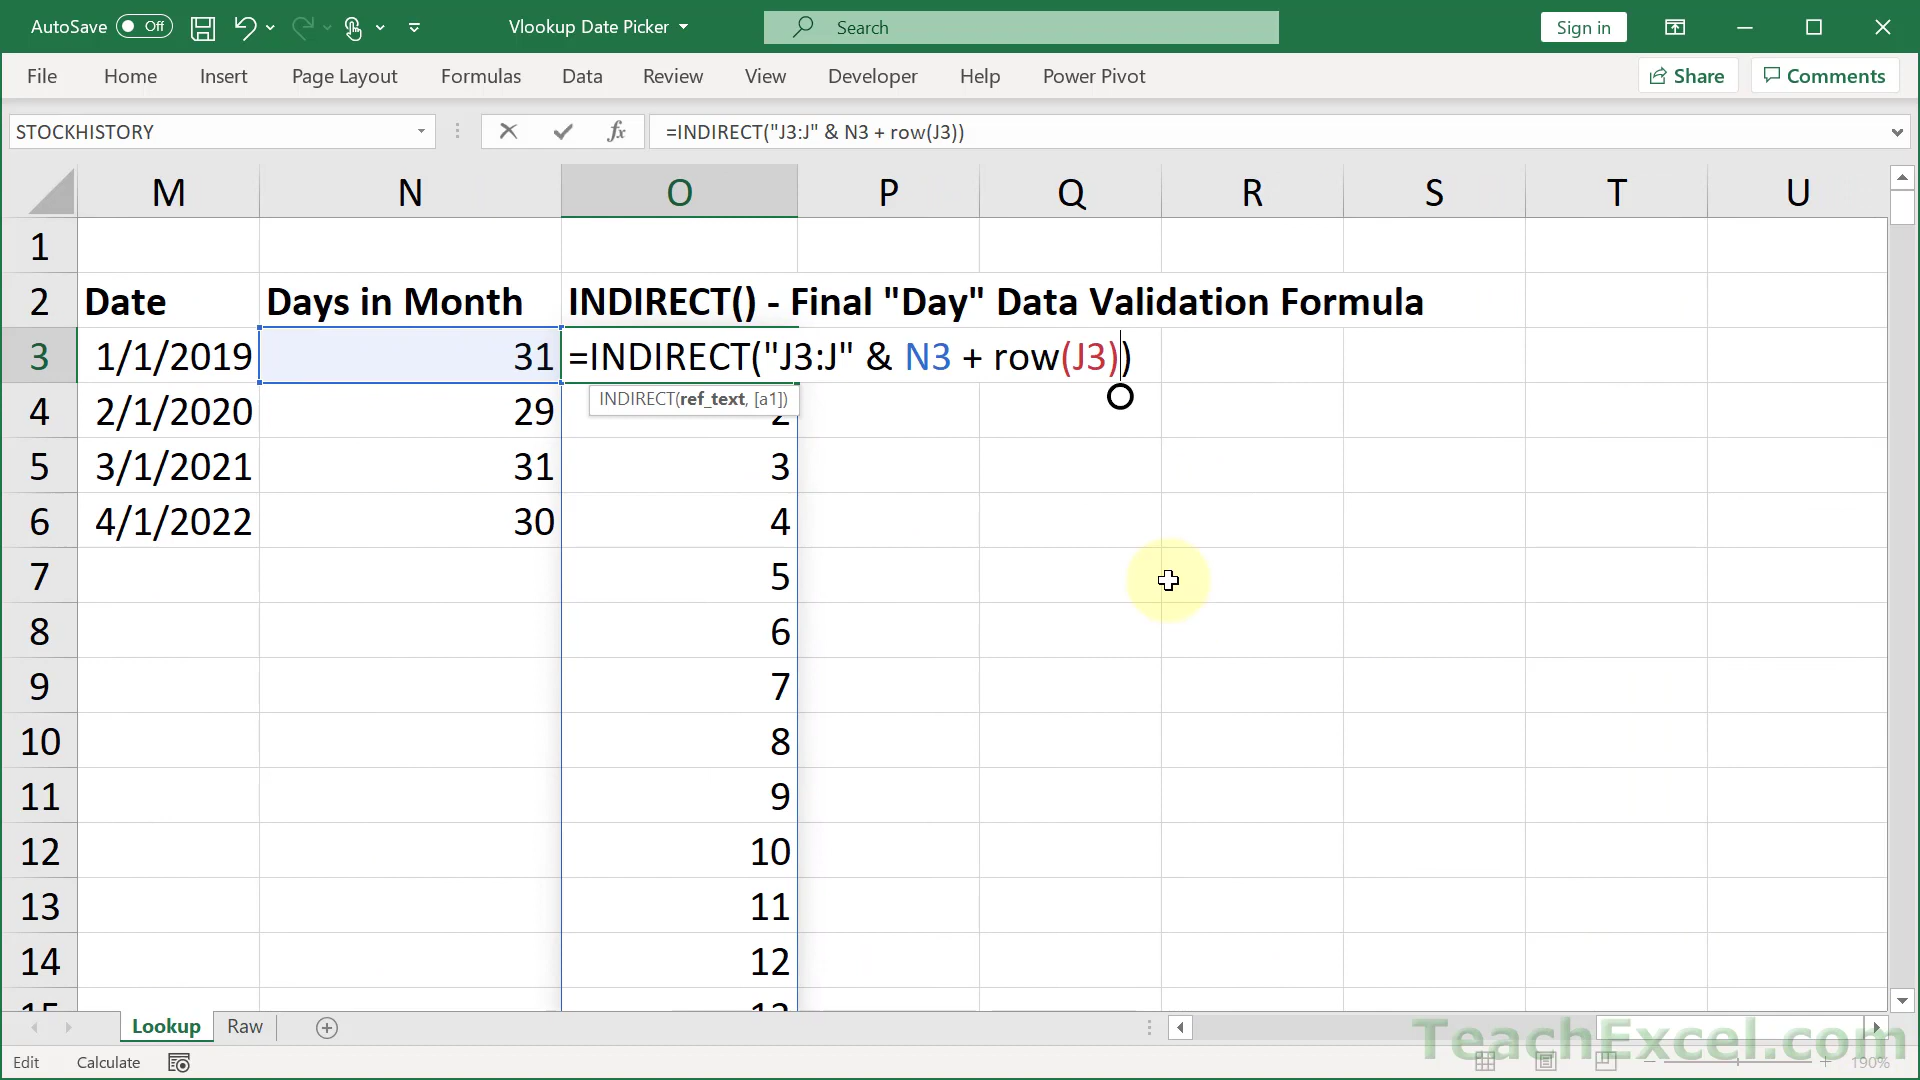 AutoSave Off Vlookup Date Picker Search Sign in
File Home Insert Page Layout Formulas Data Review View Developer Help Power Pivot Share Comments
STOCKHISTORY fx =INDIRECT("J3:J" & N3 + row(J3))
M N O P Q R S T U
1
2 Date Days in Month INDIRECT() - Final "Day" Data Validation Formula
3 1/1/2019 31 =INDIRECT("J3:J" & N3 + row(J3))
INDIRECT(ref_text, [a1])
4 2/1/2020 29 2
5 3/1/2021 31 3
6 4/1/2022 30 4
7 5
8 6
9 7
10 8
11 9
12 10
13 11
14 12
15 13
Lookup Raw
TeachExcel.com
Edit Calculate 190%